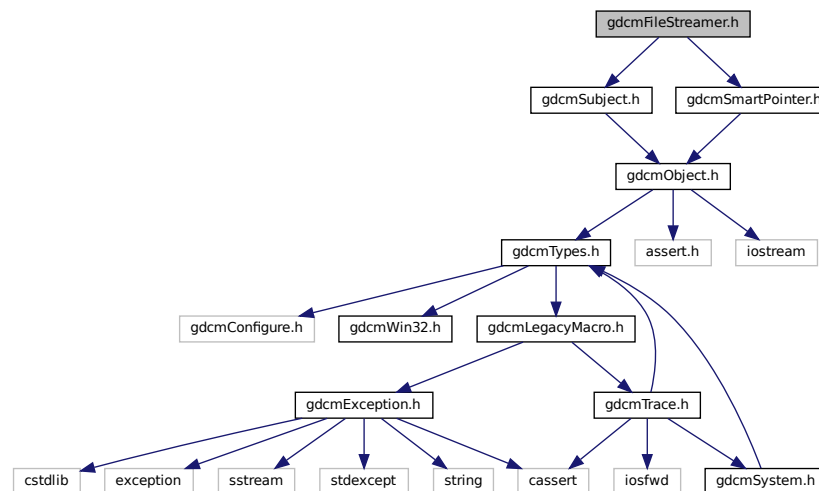 gdcmFileStreamer.h
gdcmSubject.h
gdcmSmartPointer.h
gdcmObject.h
gdcmTypes.h
assert.h
iostream
gdcmConfigure.h
gdcmWin32.h
gdcmLegacyMacro.h
gdcmException.h
gdcmTrace.h
cstdlib
exception
sstream
stdexcept
string
cassert
iosfwd
gdcmSystem.h